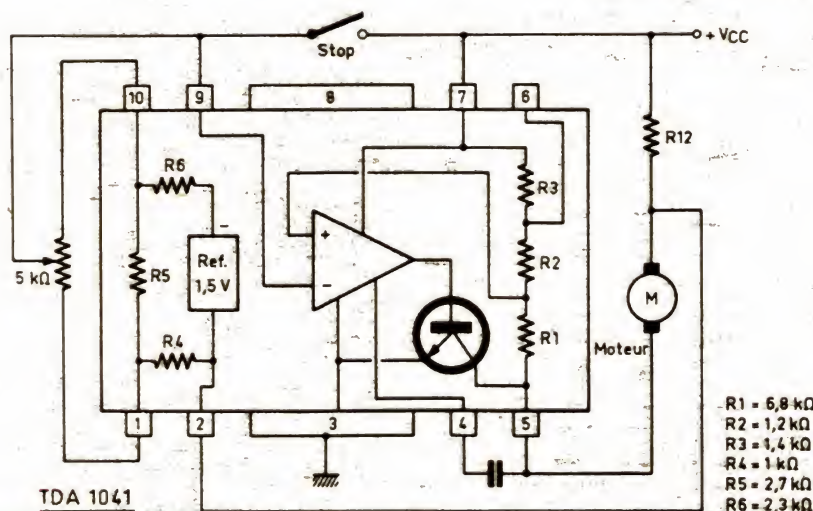 Stop
+ VCC
10
9
8
7
6
R6
R12
R3
+
−
Ref.
1,5 V
R2
5 kΩ
R5
−
R4
R1
M
Moteur
1
2
3
4
5
TDA 1041
R1 = 6,8 kΩ
R2 = 1,2 kΩ
R3 = 1,4 kΩ
R4 = 1 kΩ
R5 = 2,7 kΩ
R6 = 2,3 kΩ